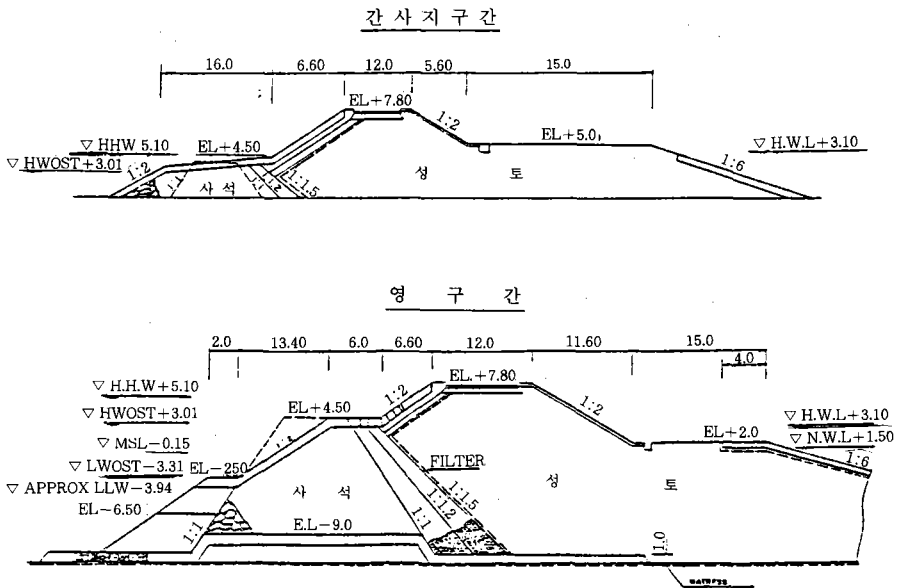 간 사 지 구 간
16.0 6.60 12.0 5.60 15.0
EL+7.80
1:2
▽ HHW 5.10 EL+4.50 EL+5.0 ▽ H.W.L+3.10
▽ HWOST+3.01
1:2 1:1 사석 1:1 1:2 1:1.5 성 토 1:6
영 구 간
2.0 13.40 6.0 6.60 12.0 11.60 15.0
4.0
▽ H.H.W+5.10 1:2 EL.+7.80
▽ HWOST+3.01 EL+4.50 1:2 ▽ H.W.L+3.10
▽ MSL-0.15 EL+2.0 ▽ N.W.L+1.50
▽ LWOST-3.31 EL-250 FILTER 1:6
▽ APPROX LLW-3.94 사 석 1:1.5 성 토
EL-6.50 1:1.2
1:1 E.L-9.0 1:1 1.0